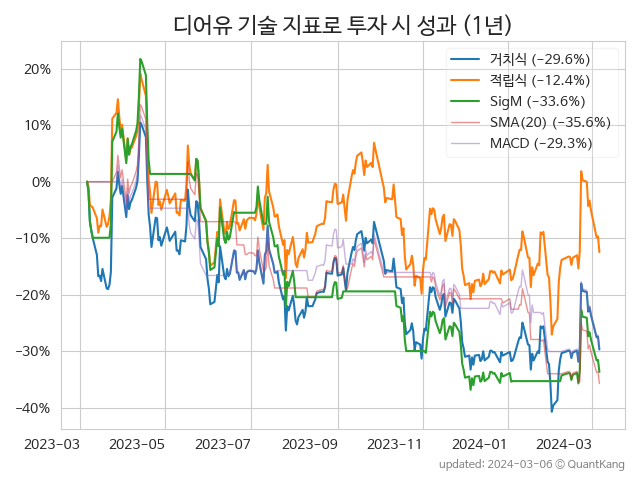 디어유 기술 지표로 투자 시 성과 (1년)
거치식 (−29.6%)
적립식 (−12.4%)
SigM (−33.6%)
SMA(20) (−35.6%)
MACD (−29.3%)
20%
10%
0%
−10%
−20%
−30%
−40%
2023−03 2023−05 2023−07 2023−09 2023−11 2024−01 2024−03
updated: 2024-03-06 ⓒ QuantKang